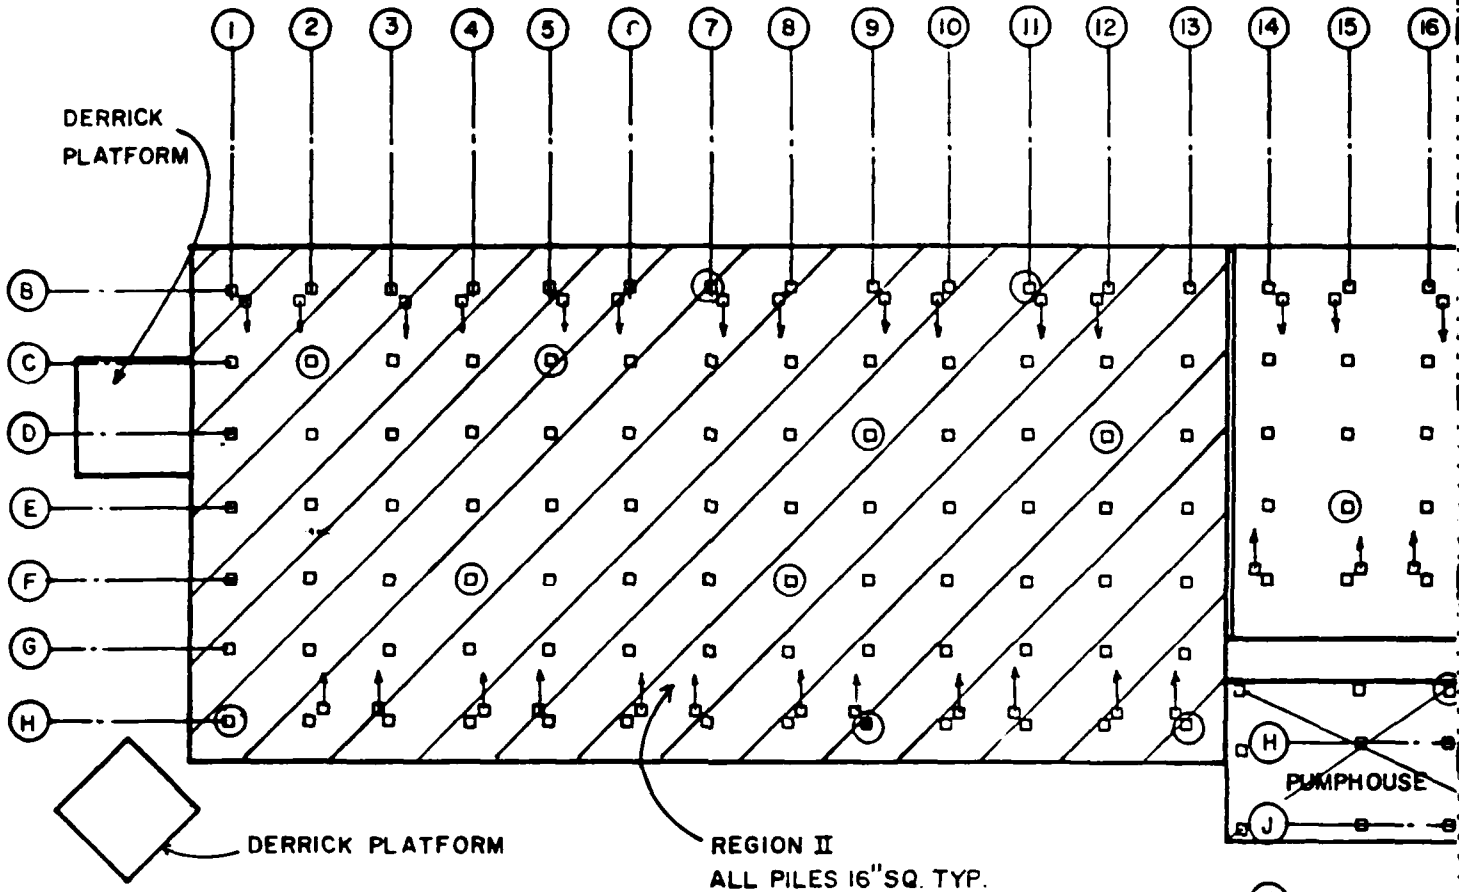 1 2 3 4 5 7 8 9 10 11 12 13 14 15 16
DERRICK
PLATFORM
B
C
D
E
F
G
H
H
PUMPHOUSE
J
DERRICK PLATFORM
REGION II
ALL PILES 16" SQ. TYP.